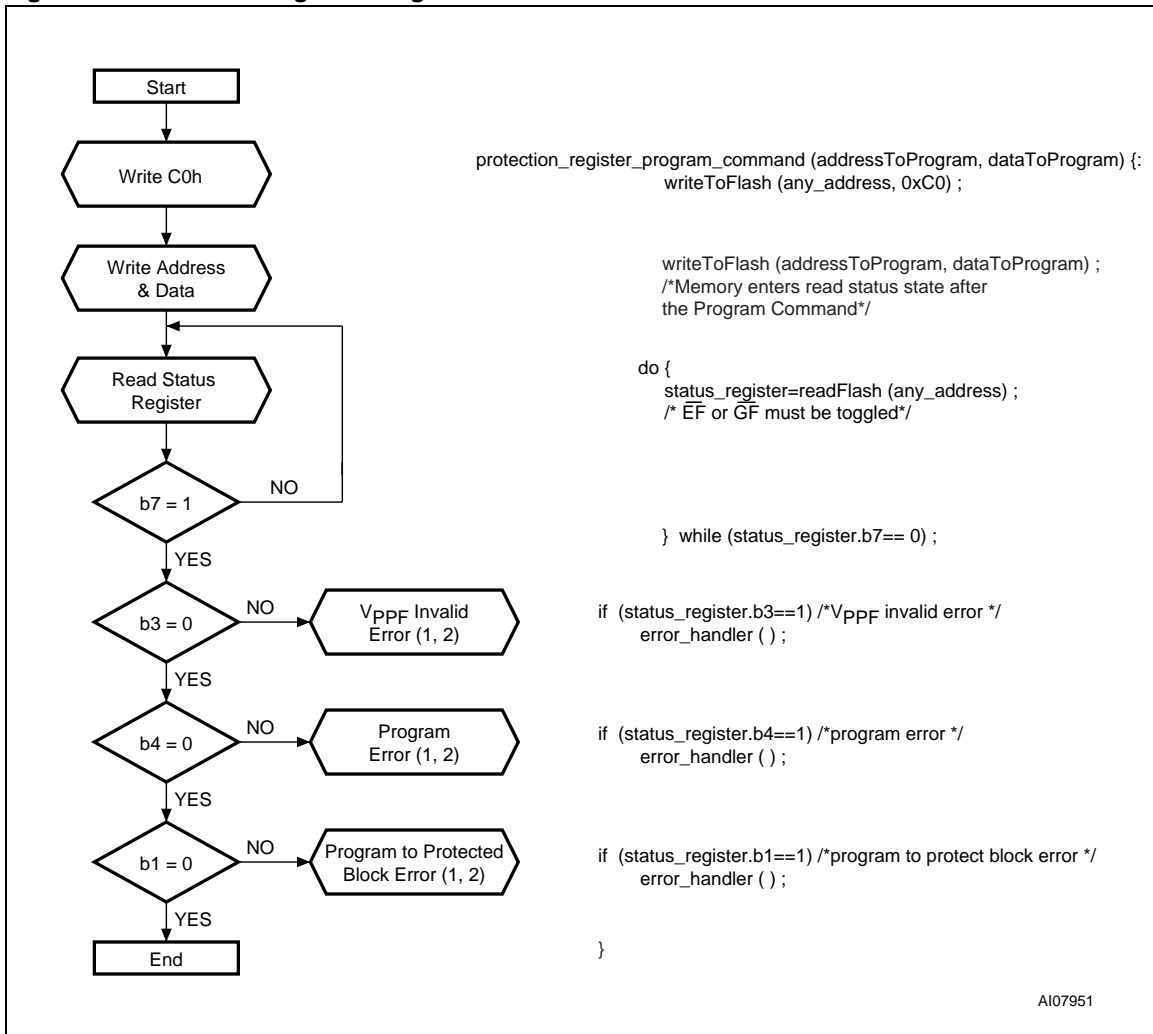 Start
Write C0h
protection_register_program_command (addressToProgram, dataToProgram) {:
writeToFlash (any_address, 0xC0) ;
Write Address
& Data
writeToFlash (addressToProgram, dataToProgram) ;
/*Memory enters read status state after
the Program Command*/
Read Status
Register
do {
status_register=readFlash (any_address) ;
/* E̅F̅ or G̅F̅ must be toggled*/
b7 = 1
NO
YES
} while (status_register.b7== 0) ;
b3 = 0
NO
YES
VPPF Invalid
Error (1, 2)
if (status_register.b3==1) /*VPPF invalid error */
error_handler ( ) ;
b4 = 0
NO
YES
Program
Error (1, 2)
if (status_register.b4==1) /*program error */
error_handler ( ) ;
b1 = 0
NO
YES
Program to Protected
Block Error (1, 2)
if (status_register.b1==1) /*program to protect block error */
error_handler ( ) ;
End
}
AI07951